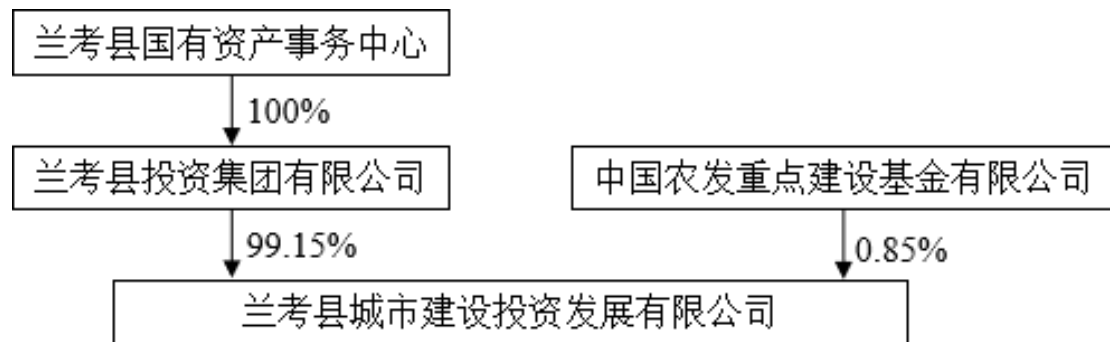 兰考县国有资产事务中心
100%
兰考县投资集团有限公司
中国农发重点建设基金有限公司
99.15%
0.85%
兰考县城市建设投资发展有限公司